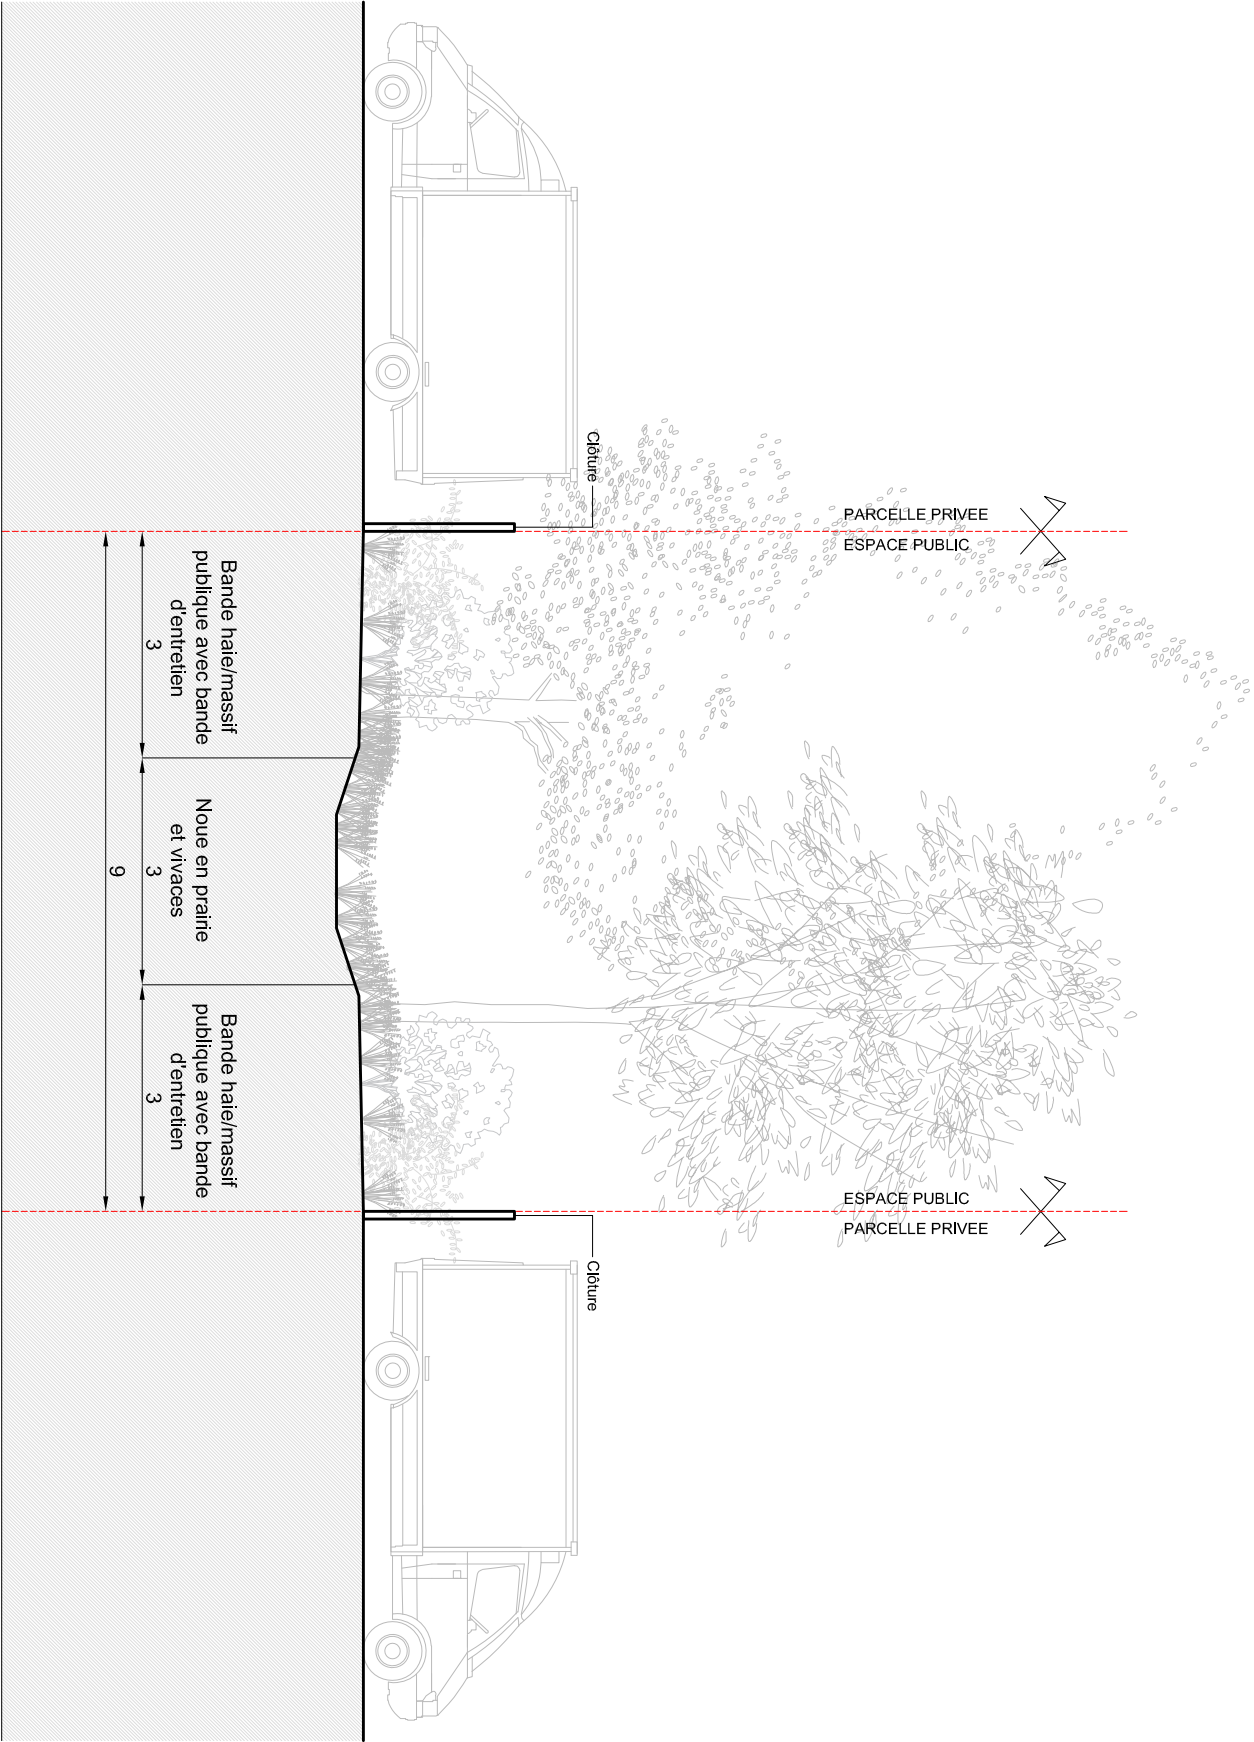 Clôture
PARCELLE PRIVEE
ESPACE PUBLIC
Bande haie/massif
publique avec bande
d'entretien
3
Noue en prairie
et vivaces
3
9
Bande haie/massif
publique avec bande
d'entretien
3
ESPACE PUBLIC
PARCELLE PRIVEE
Clôture